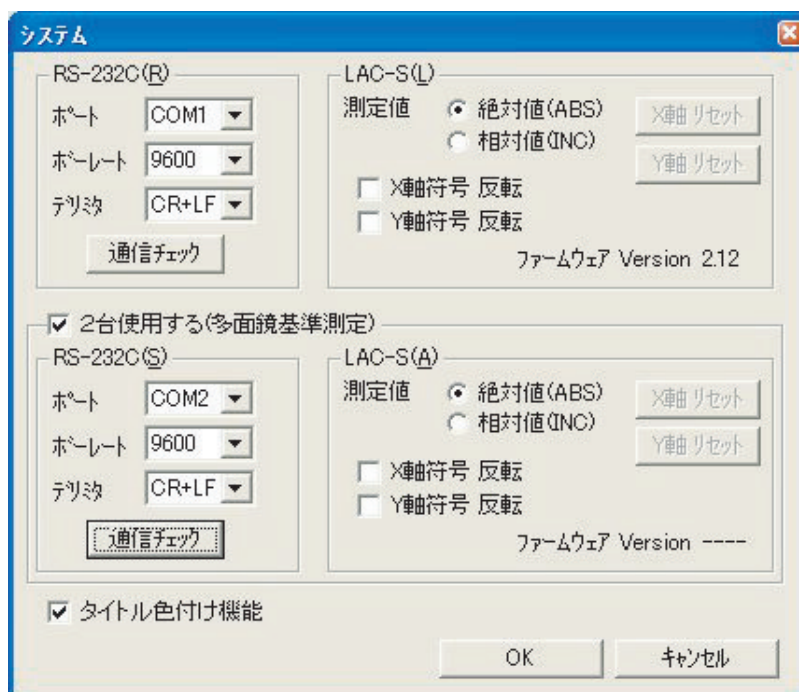 システム
RS-232C(R)
ポート COM1
ボーレート 9600
デリミタ CR+LF
通信チェック
LAC-S(L)
測定値 絶対値(ABS)
相対値(INC)
X軸 リセット
Y軸 リセット
X軸符号 反転
Y軸符号 反転
ファームウェア Version 2.12
2台使用する(多面鏡基準測定)
RS-232C(S)
ポート COM2
ボーレート 9600
デリミタ CR+LF
通信チェック
LAC-S(A)
測定値 絶対値(ABS)
相対値(INC)
X軸 リセット
Y軸 リセット
X軸符号 反転
Y軸符号 反転
ファームウェア Version ----
タイトル色付け機能
OK
キャンセル